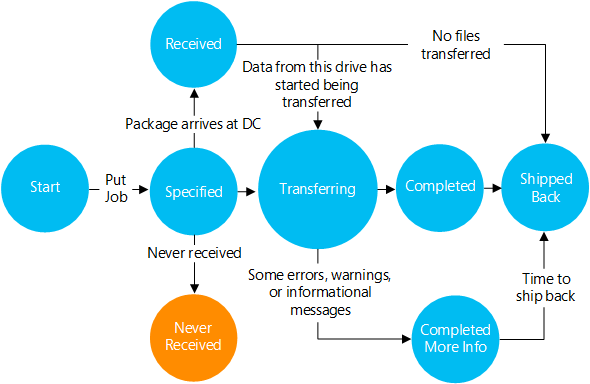 Received
No files
transferred
Data from this drive has
started being
transferred
Package arrives at DC
Start
Put
Job
Specified
Transferring
Completed
Shipped
Back
Never received
Some errors, warnings,
or informational
messages
Time to
ship back
Never
Received
Completed
More Info